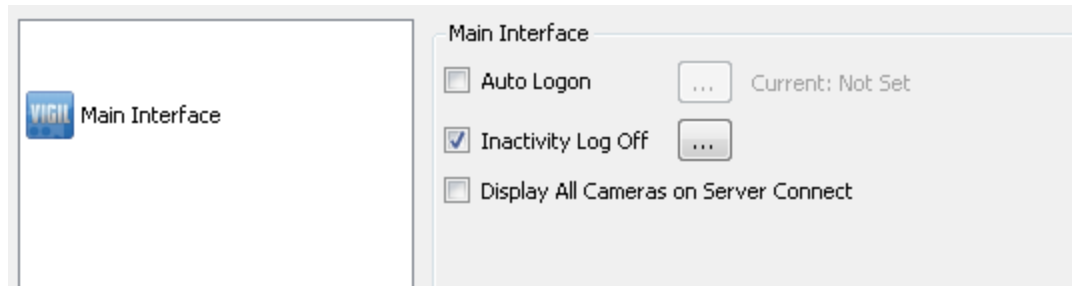 Main Interface
Auto Logon ... Current: Not Set
VIGIL Main Interface
Inactivity Log Off ...
Display All Cameras on Server Connect